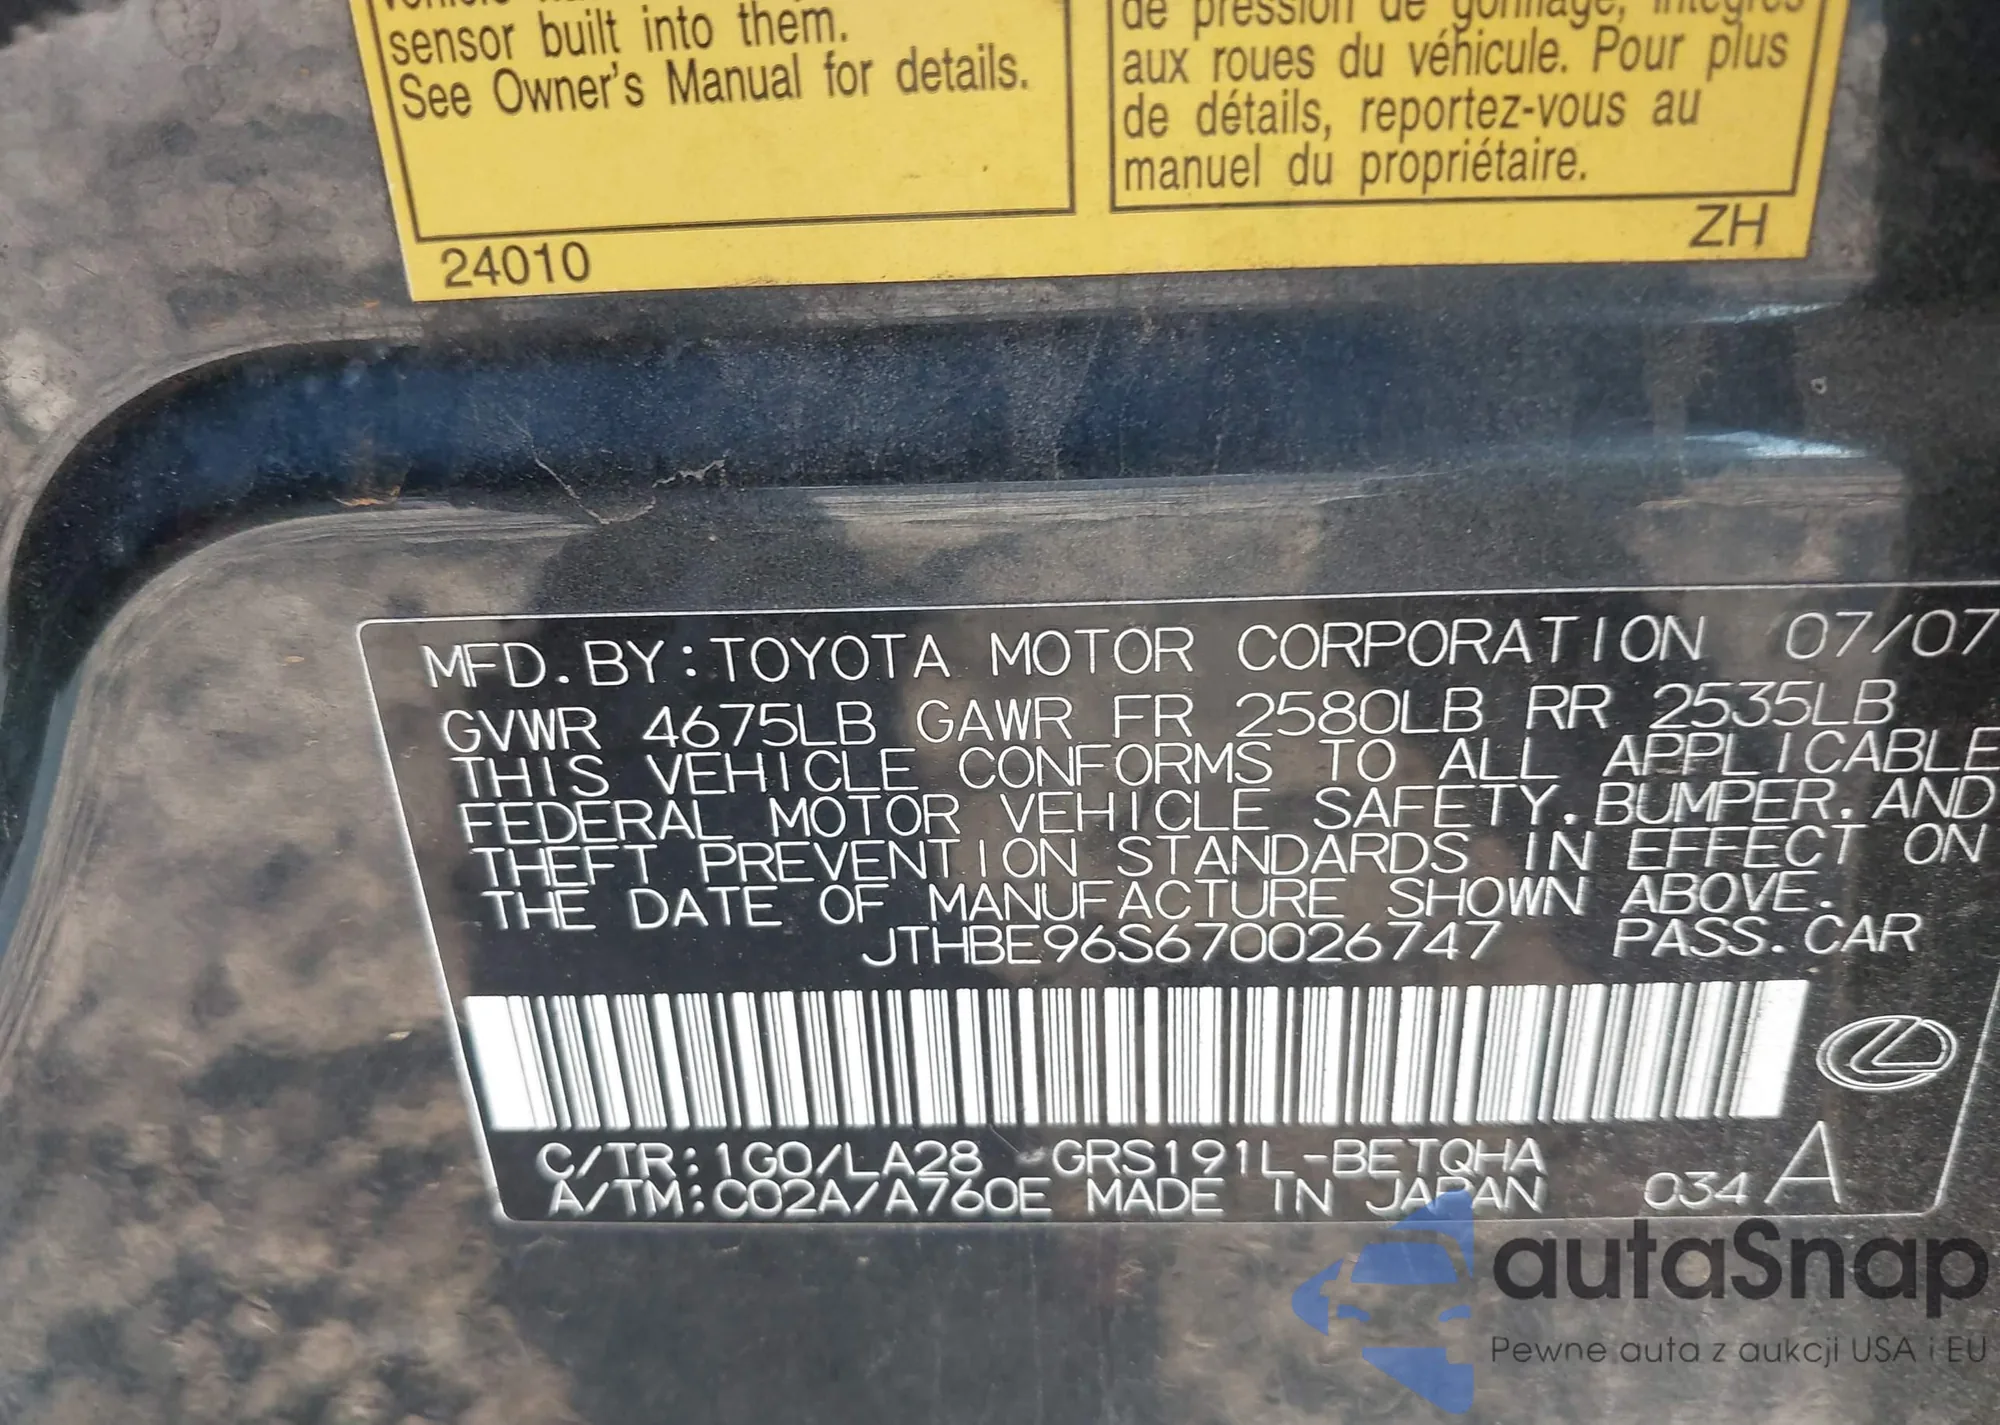 sensor built into them.
See Owner's Manual for details.
24010
de pression de gonflage, intégrés
aux roues du véhicule. Pour plus
de détails, reportez-vous au
manuel du propriétaire.
ZH
MFD. BY: TOYOTA MOTOR CORPORATION 07/07
GVWR 4675LB GAWR FR 2580LB RR 2535LB
THIS VEHICLE CONFORMS TO ALL APPLICABLE
FEDERAL MOTOR VEHICLE SAFETY. BUMPER. AND
THEFT PREVENTION STANDARDS IN EFFECT ON
THE DATE OF MANUFACTURE SHOWN ABOVE.
JTHBE96S670026747 PASS. CAR
C/TR: 1G0/LA28 GRS191L-BETQHA
A/TM: C02A/A760E MADE IN JAPAN 034 A
autaSnap
Pewne auta z aukcji USA i EU